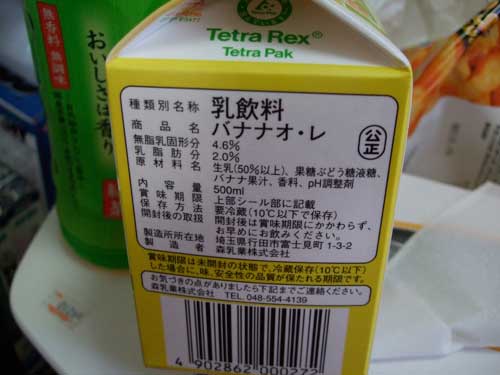 Tetra Rex®
Tetra Pak
無香料 無調味
おいしさは香り
種類別名称 乳飲料
商品名 バナナオ・レ
公正
無脂乳固形分 4.6%
乳脂肪分 2.0%
原材料 生乳(50%以上)、果糖ぶどう糖液糖、
バナナ果汁、香料、pH調整剤
内容量 500ml
賞味期限 上部シール部に記載
保存方法 要冷蔵(10℃以下で保存)
開封後の取扱 開封後は賞味期限にかかわらず、
お早めにお飲みください。
製造所所在地 埼玉県行田市富士見町1-3-2
製造者 森乳業株式会社
賞味期限は未開封の状態で、冷蔵保存(10℃以下)
した場合に、味、安全性の品質が保たれる期限です。
お気づきの点がありましたら下記までご連絡ください。
森乳業株式会社 TEL.048-554-4139
4 902862 000272